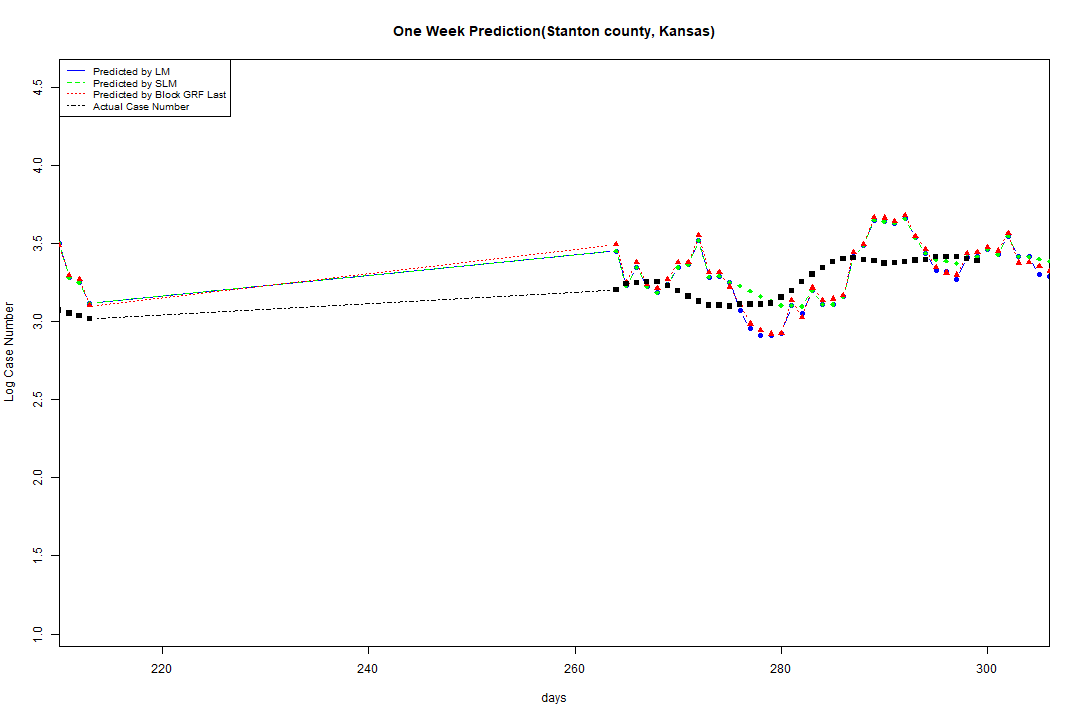 One Week Prediction(Stanton county, Kansas)
Predicted by LM
Predicted by SLM
Predicted by Block GRF Last
Actual Case Number
4.5
4.0
3.5
3.0
2.5
2.0
1.5
1.0
Log Case Number
220
240
260
280
300
days